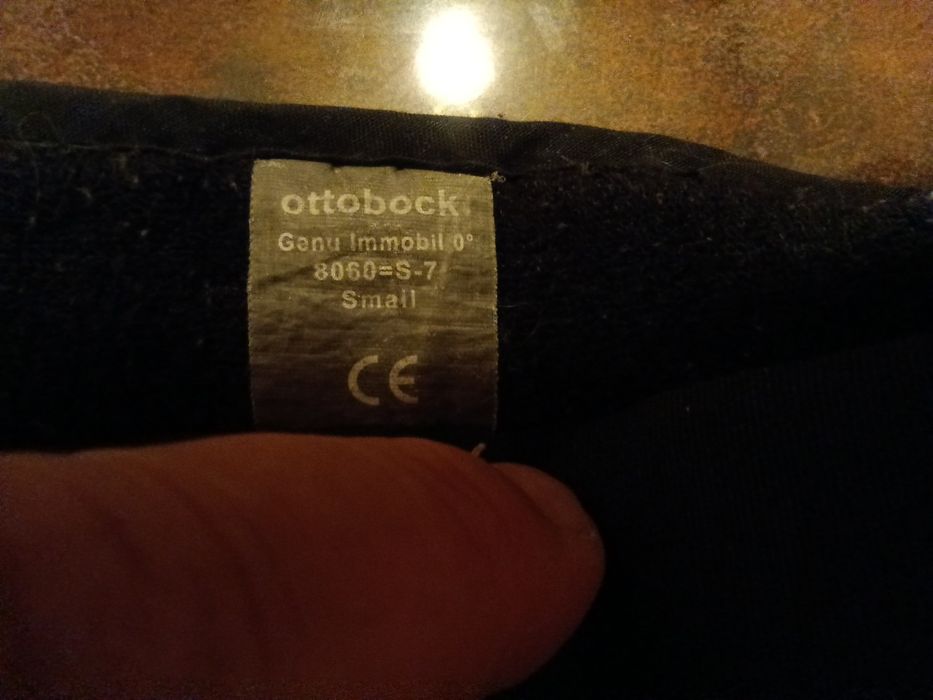 ottobock.
Genu Immobil 0°
8060=S-7
Small
CE